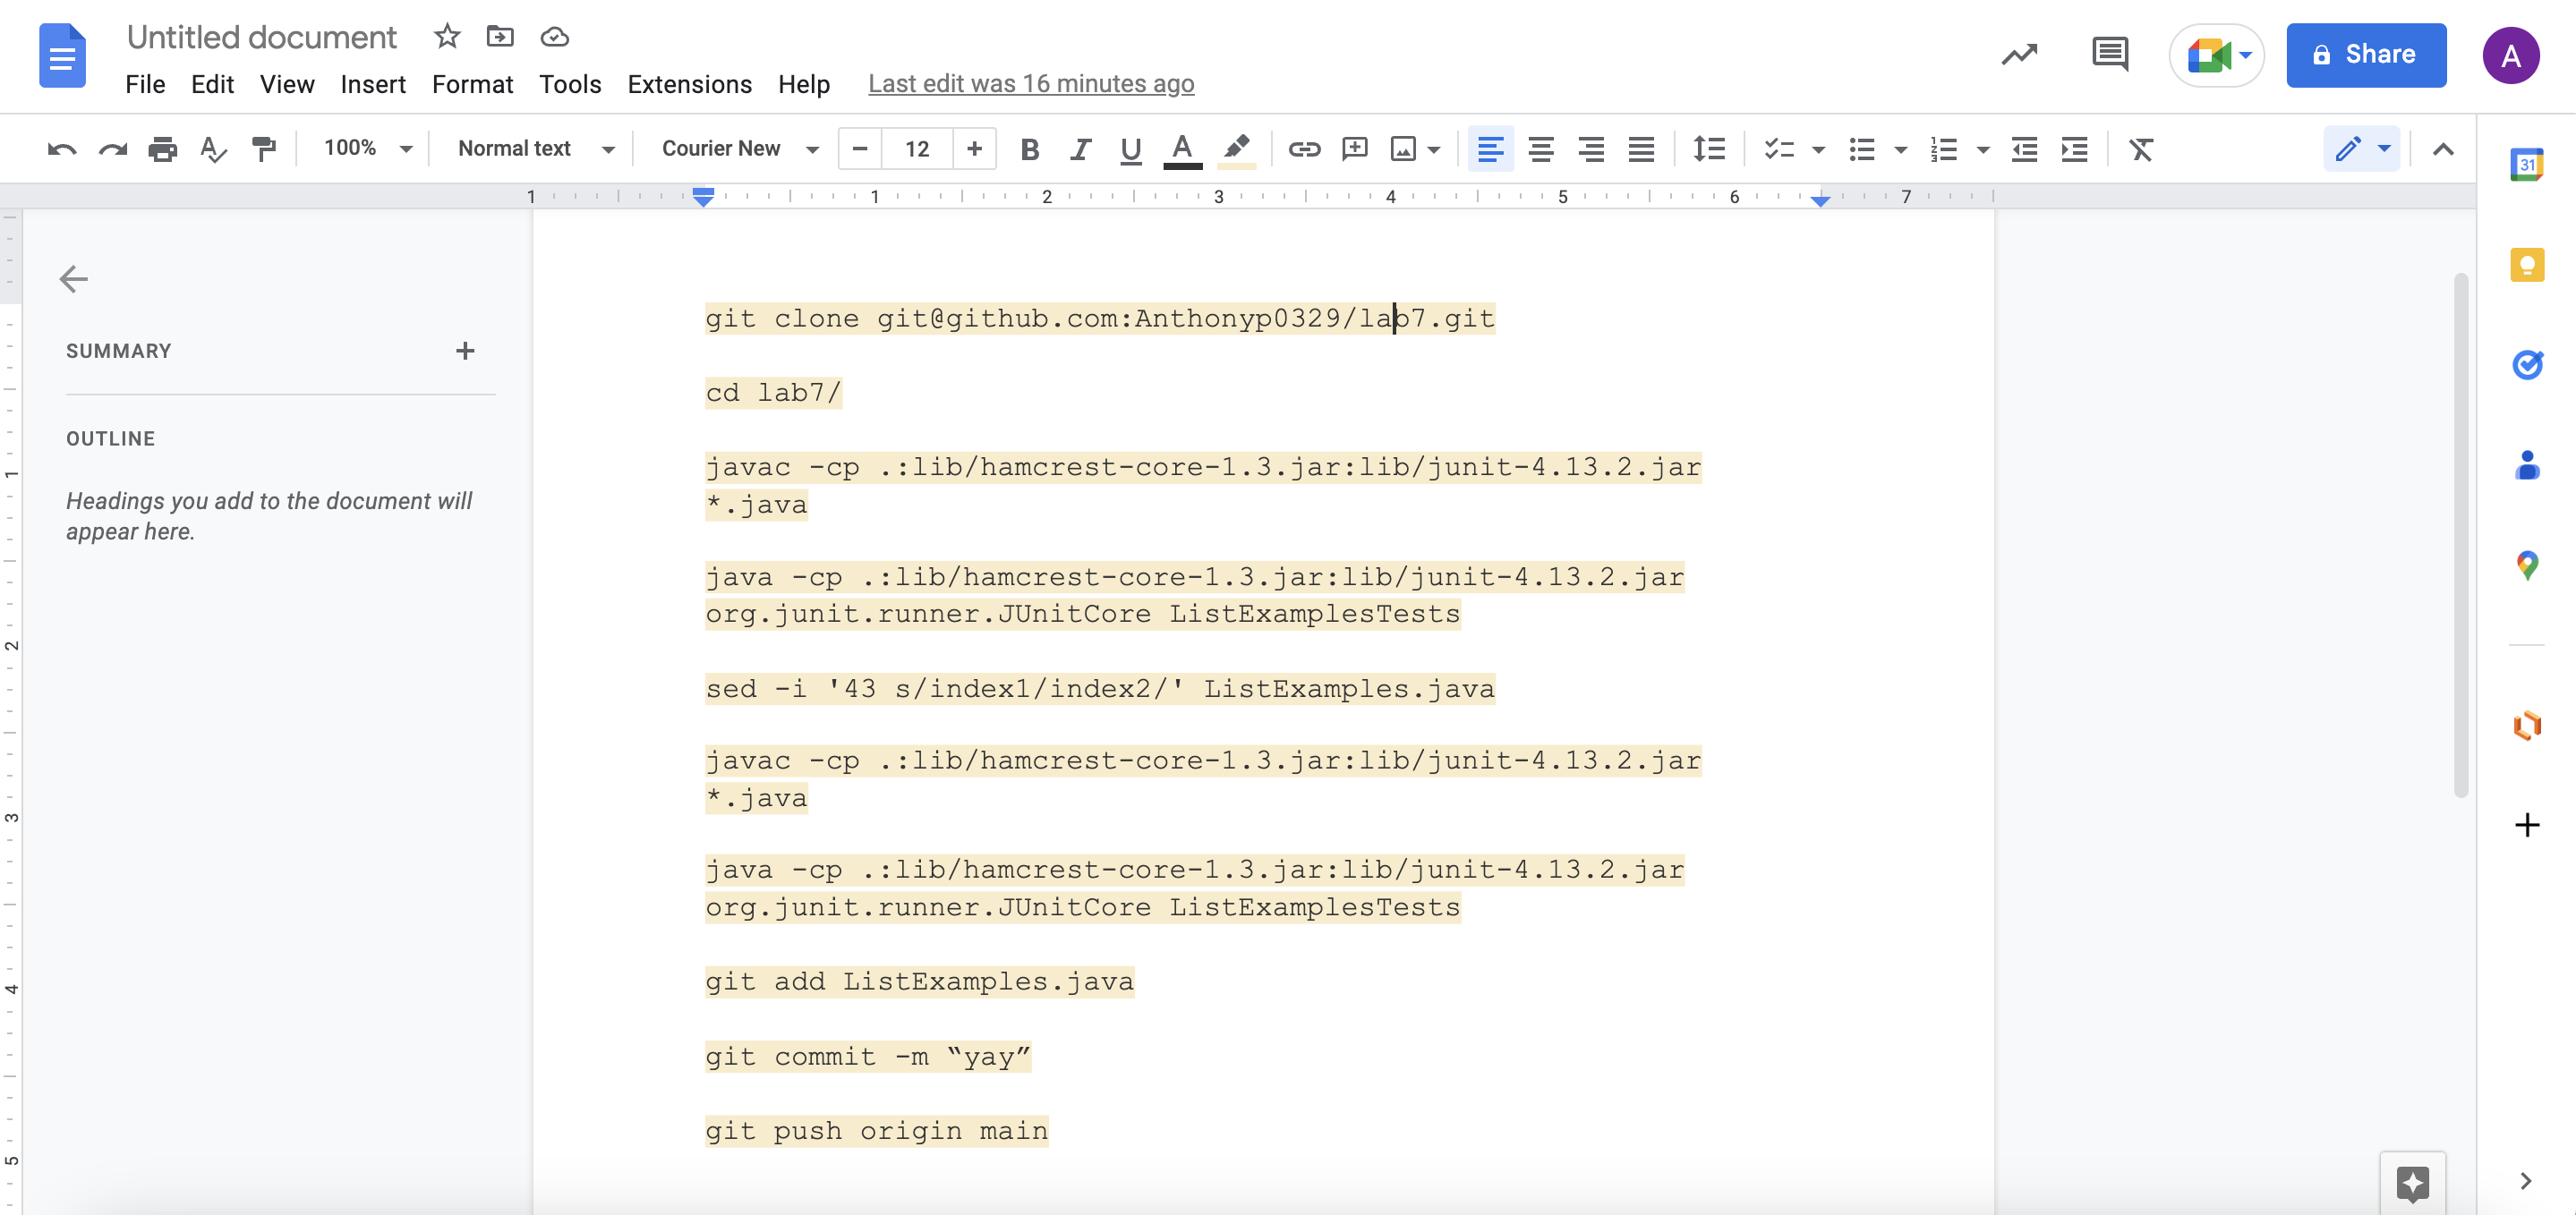 Untitled document
File Edit View Insert Format Tools Extensions Help Last edit was 16 minutes ago
Share
A
100% Normal text Courier New 12 B I U A
1 1 2 3 4 5 6 7
31
SUMMARY
OUTLINE
Headings you add to the document will
appear here.
git clone git@github.com:Anthonyp0329/lab7.git
cd lab7/
javac -cp .:lib/hamcrest-core-1.3.jar:lib/junit-4.13.2.jar
*.java
java -cp .:lib/hamcrest-core-1.3.jar:lib/junit-4.13.2.jar
org.junit.runner.JUnitCore ListExamplesTests
sed -i '43 s/index1/index2/' ListExamples.java
javac -cp .:lib/hamcrest-core-1.3.jar:lib/junit-4.13.2.jar
*.java
java -cp .:lib/hamcrest-core-1.3.jar:lib/junit-4.13.2.jar
org.junit.runner.JUnitCore ListExamplesTests
git add ListExamples.java
git commit -m “yay”
git push origin main
1
2
3
4
5